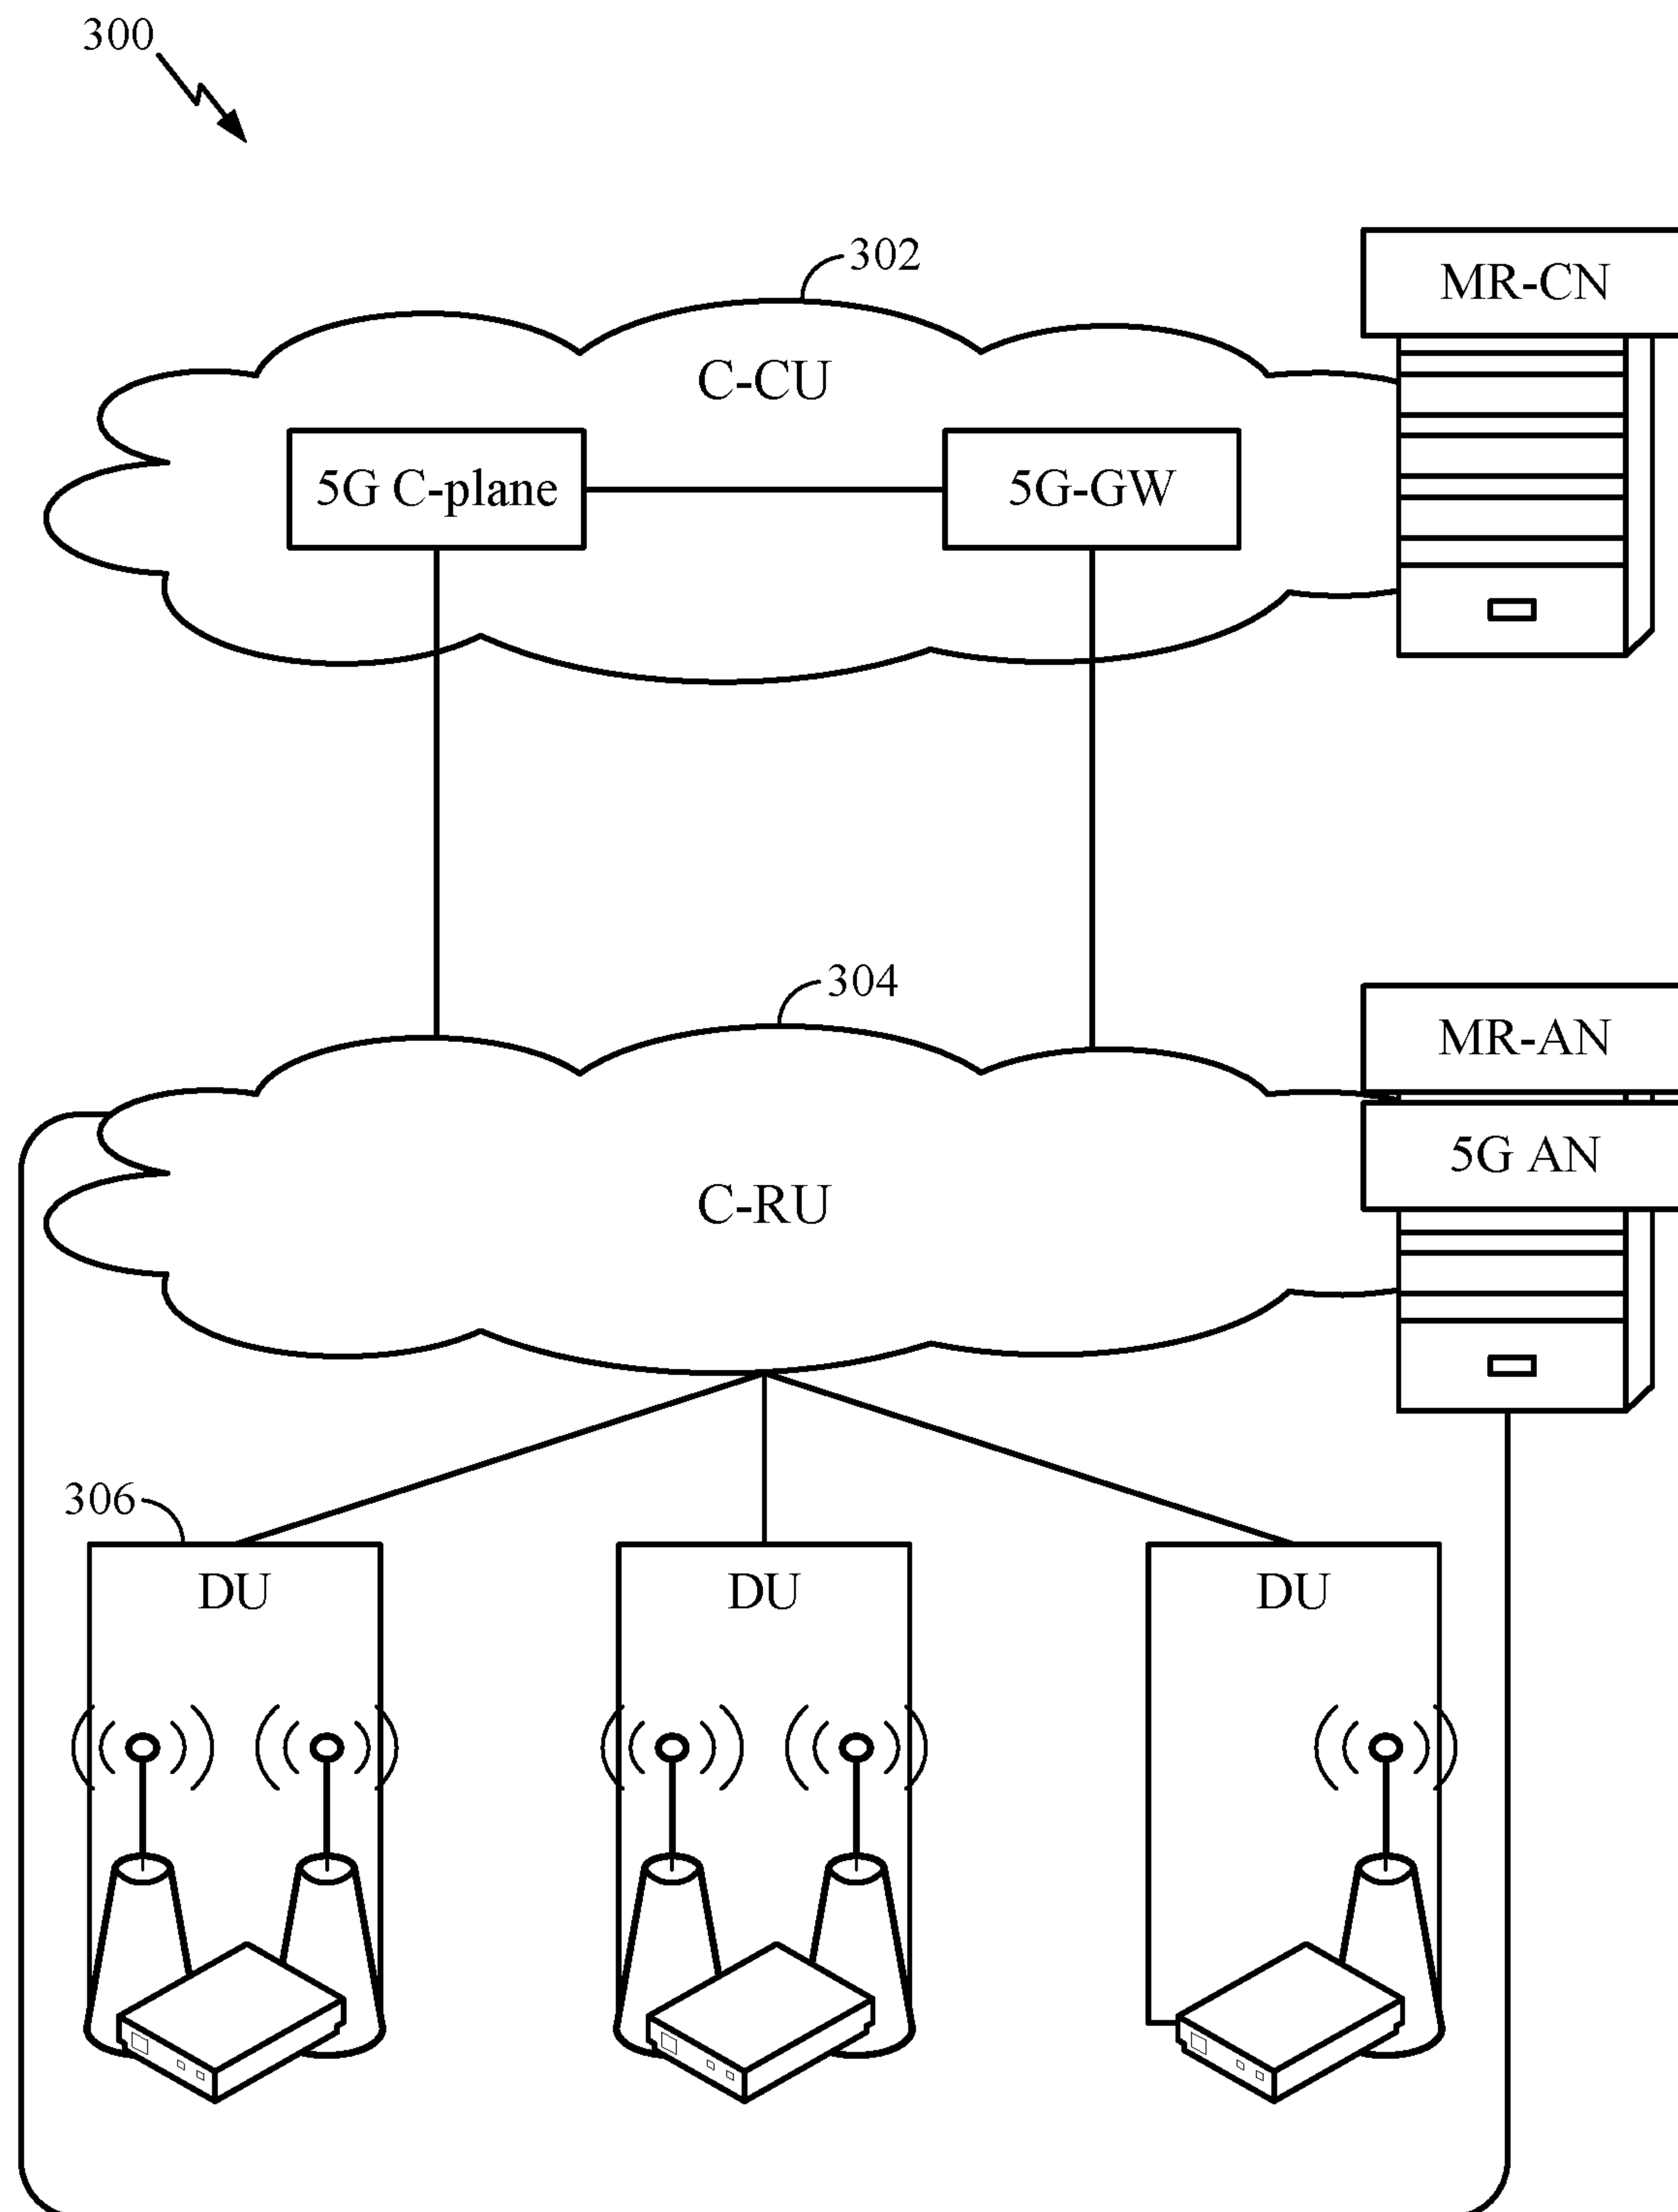 300
302
MR-CN
C-CU
5G C-plane
5G-GW
304
MR-AN
5G AN
C-RU
306
DU
DU
DU